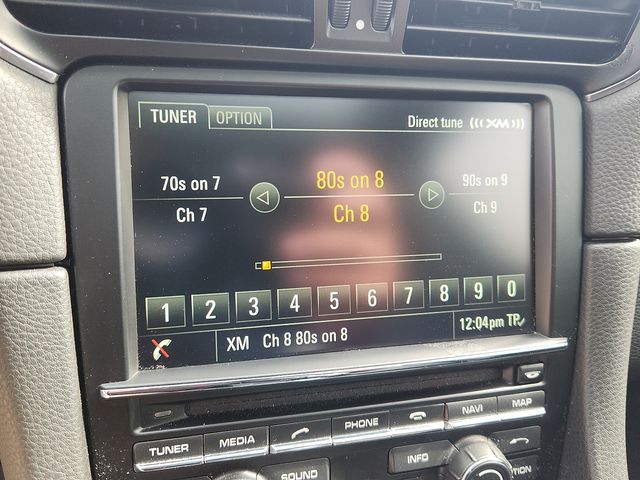 TUNER OPTION Direct tune ((( XM )))
70s on 7 80s on 8 90s on 9
Ch 7 Ch 8 Ch 9
1 2 3 4 5 6 7 8 9 0
XM Ch 8 80s on 8 12:04pm TP✓
TUNER MEDIA PHONE NAVI MAP
SOUND INFO